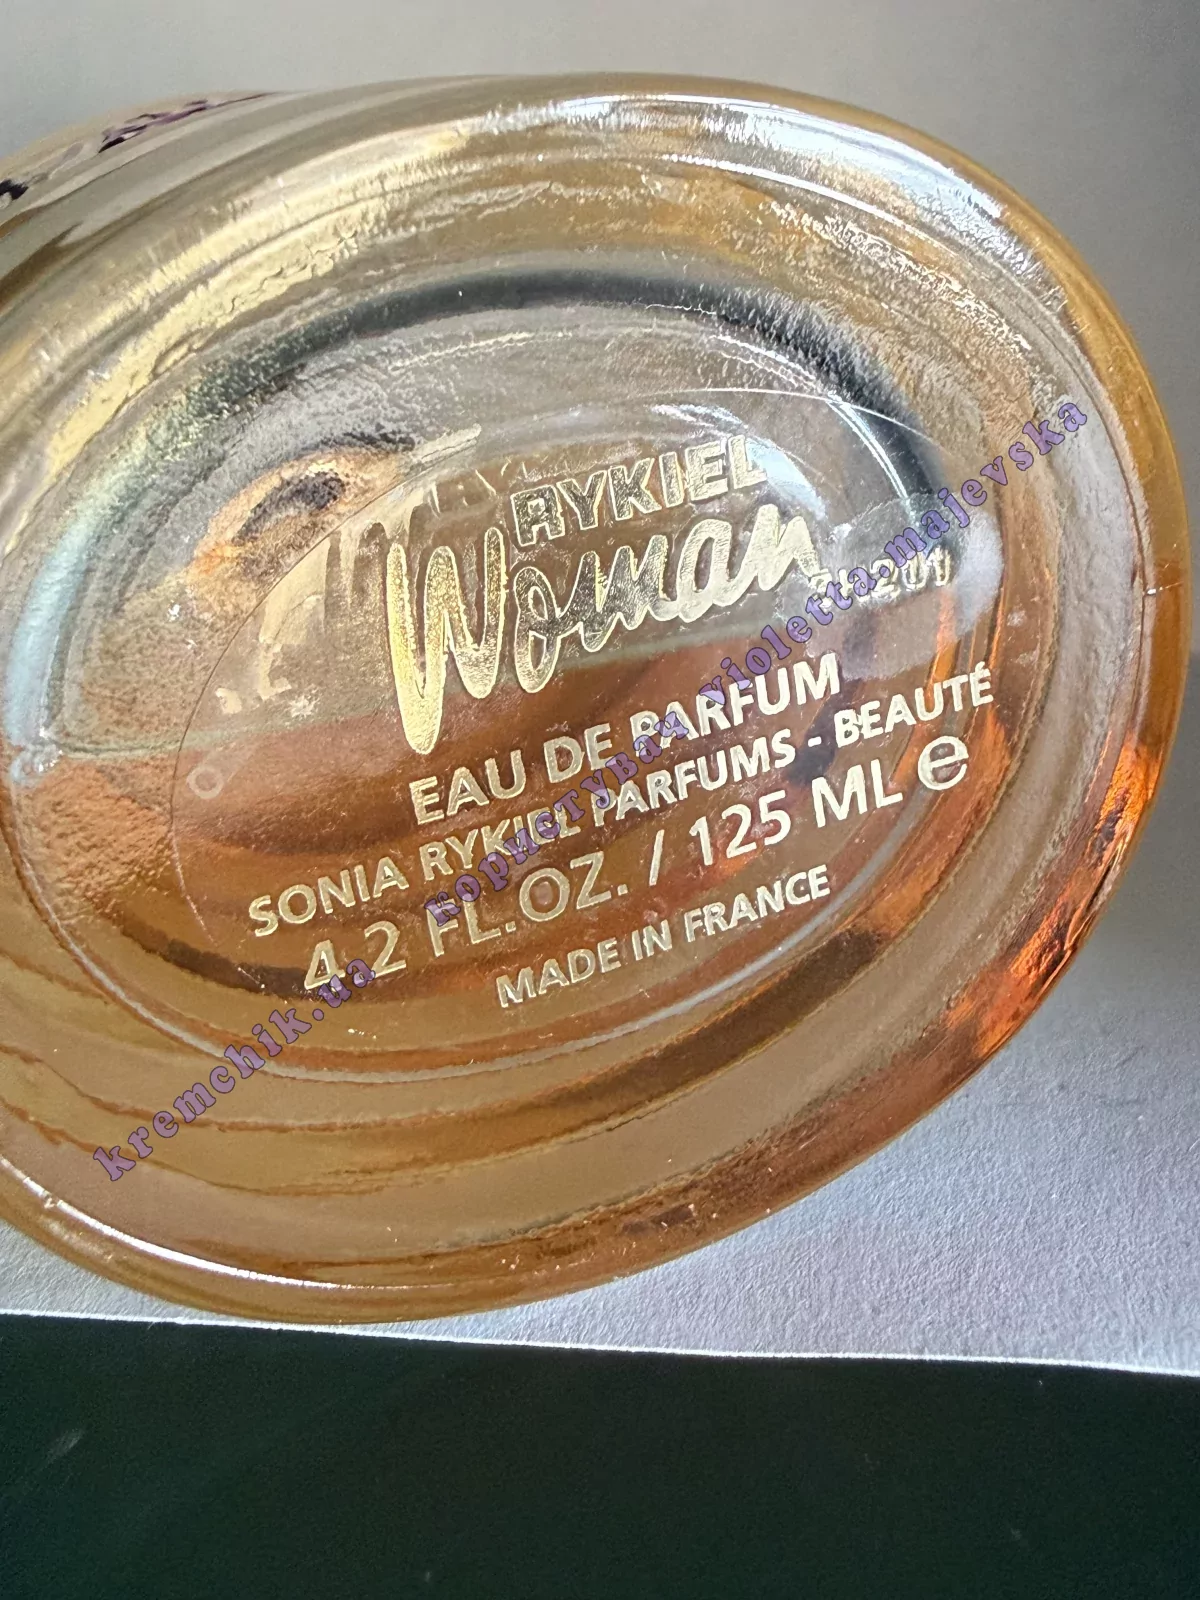 RYKIEL
Woman
EAU DE PARFUM
SONIA RYKIEL PARFUMS - BEAUTÉ
4.2 FL.OZ. / 125 ML e
MADE IN FRANCE
kremchik.ua користувач violetta.majevska